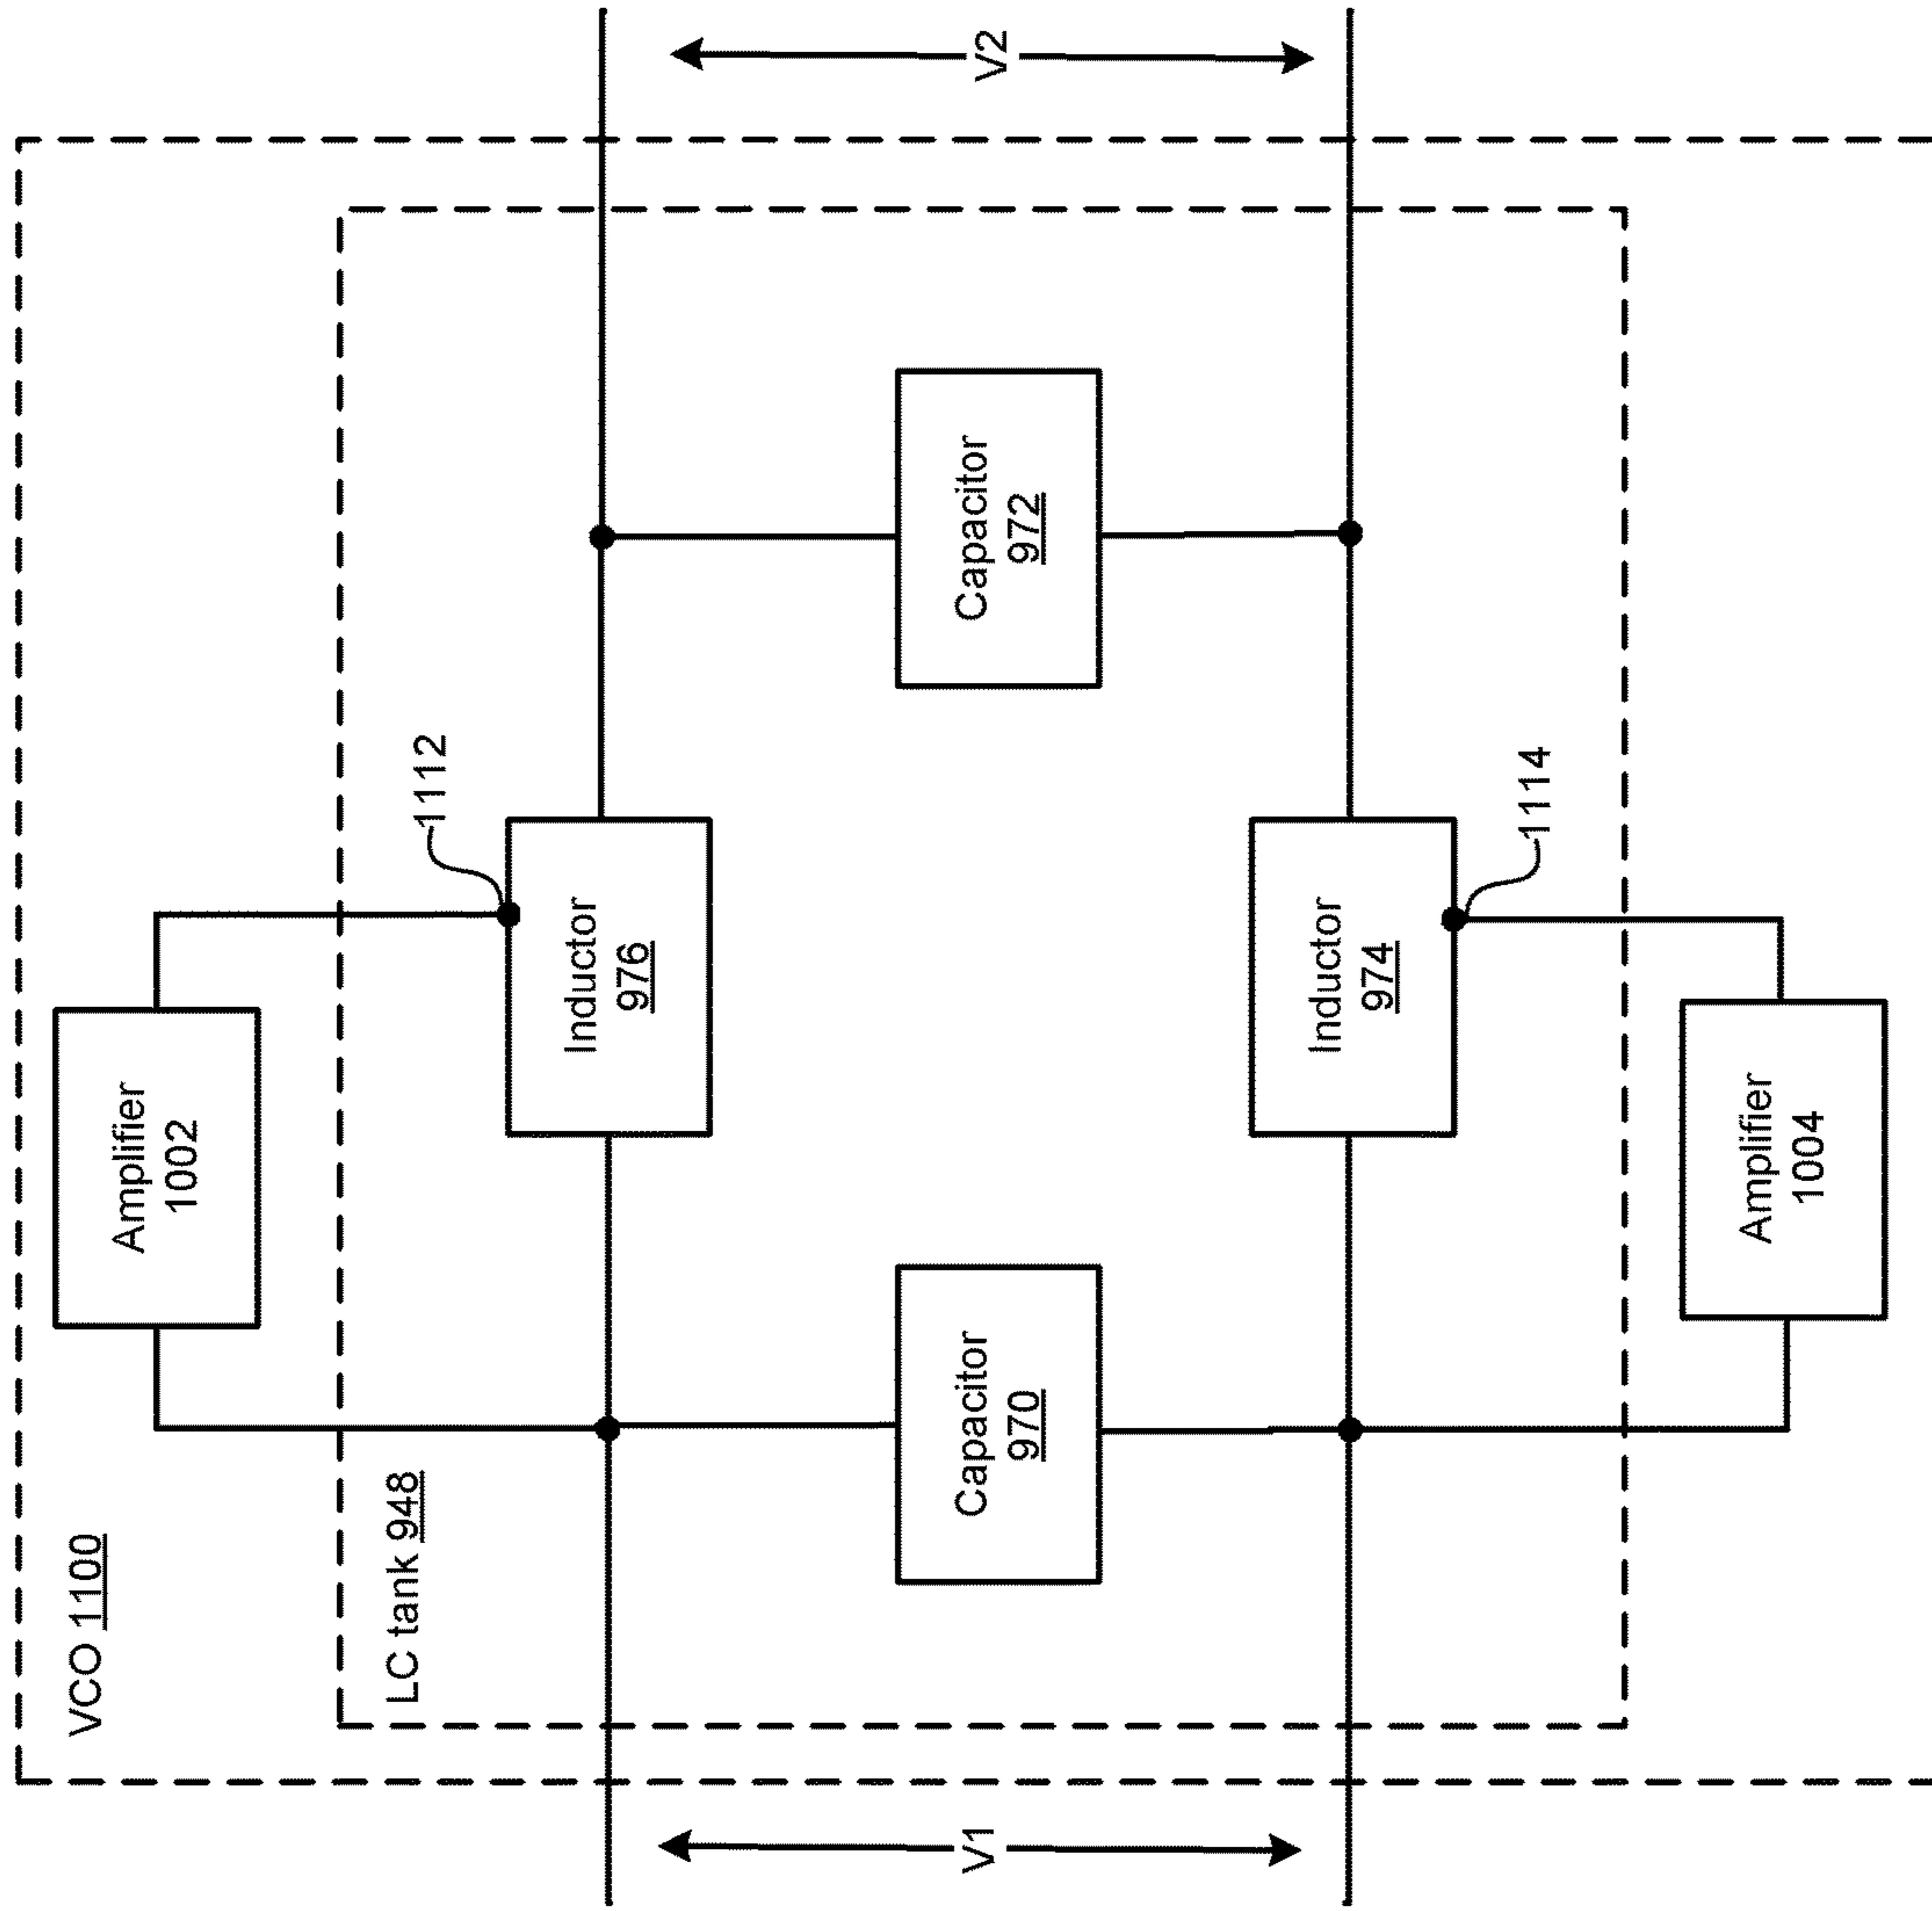 VCO 1100
LC tank 948
Amplifier
1002
1112
Inductor
976
V1
Capacitor
970
Capacitor
972
V2
Inductor
974
1114
Amplifier
1004